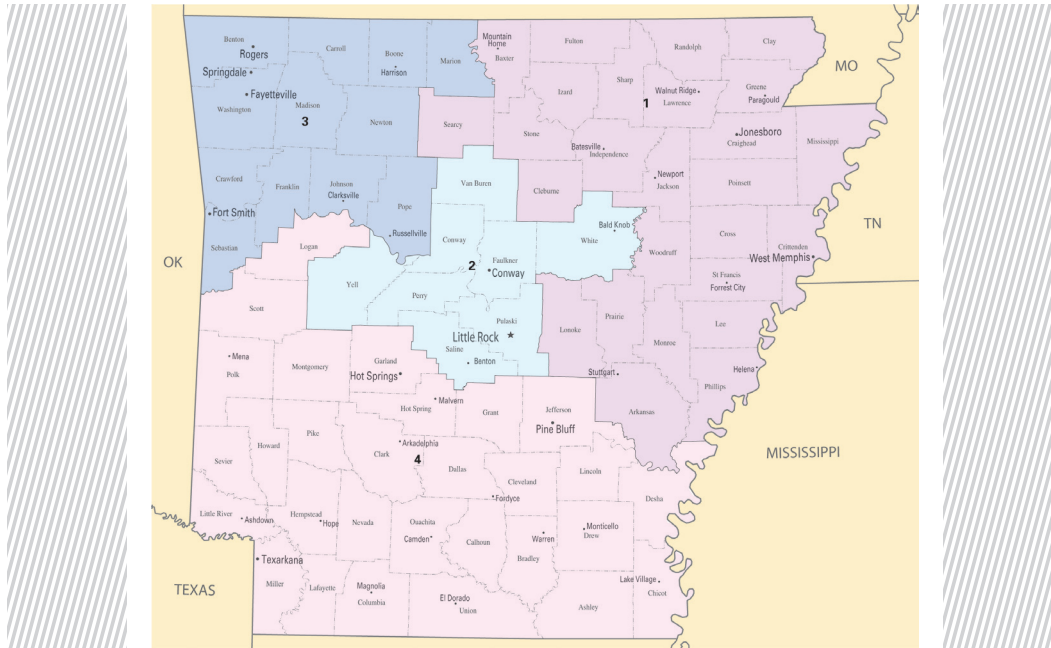 Benton
Rogers
Springdale
Fayetteville
Washington
Carroll
Boone
Harrison
Marion
Madison
3
Newton
Crawford
Franklin
Johnson
Clarksville
Pope
Russellville
Fort Smith
Sebastian
Mountain
Home
Baxter
Fulton
Randolph
Clay
MO
Izard
Sharp
1
Walnut Ridge
Lawrence
Greene
Paragould
Searcy
Stone
Batesville
Independence
Jonesboro
Craighead
Mississippi
Newport
Jackson
Poinsett
Cleburne
Van Buren
Bald Knob
White
Conway
Faulkner
2
Conway
Woodruff
Cross
Crittenden
West Memphis
TN
St Francis
Forrest City
OK
Logan
Yell
Perry
Pulaski
Little Rock
Saline
Benton
Lonoke
Prairie
Monroe
Lee
Stuttgart
Helena
Phillips
Arkansas
Scott
Mena
Polk
Montgomery
Garland
Hot Springs
Malvern
Hot Spring
Grant
Jefferson
Pine Bluff
MISSISSIPPI
Howard
Pike
Arkadelphia
Clark
4
Dallas
Cleveland
Lincoln
Desha
Sevier
Little River
Ashdown
Hempstead
Hope
Nevada
Ouachita
Camden
Fordyce
Calhoun
Warren
Bradley
Monticello
Drew
Texarkana
TEXAS
Miller
Lafayette
Magnolia
Columbia
El Dorado
Union
Ashley
Lake Village
Chicot